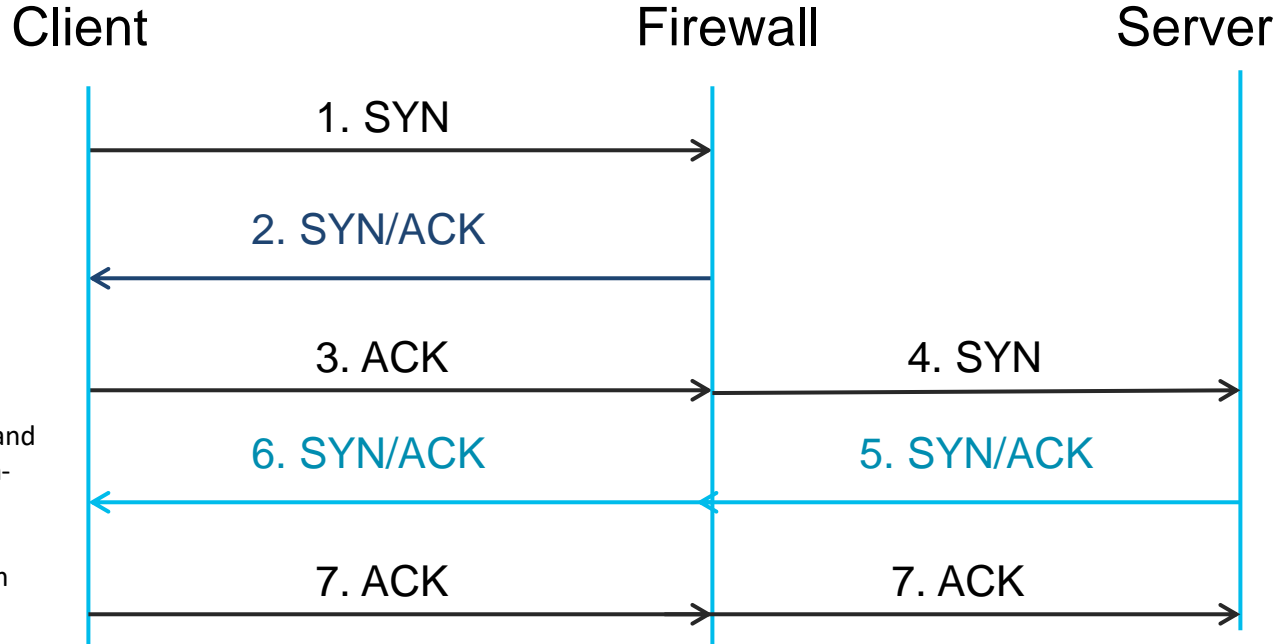 Client Firewall Server
1. SYN
2. SYN/ACK
3. ACK 4. SYN
and
6. SYN/ACK 5. SYN/ACK
-
7. ACK 7. ACK